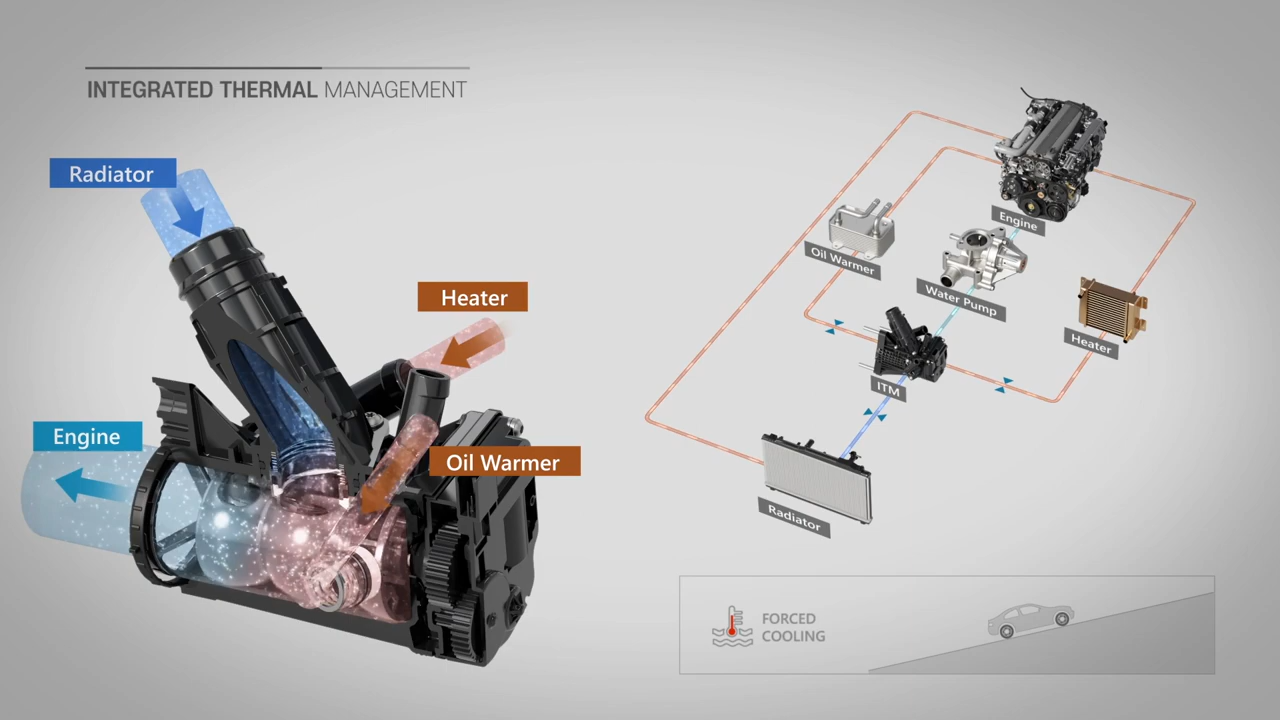 INTEGRATED THERMAL MANAGEMENT
Radiator
Heater
Engine
Oil Warmer
Engine
Oil Warmer
Water Pump
Heater
ITM
Radiator
FORCED
COOLING